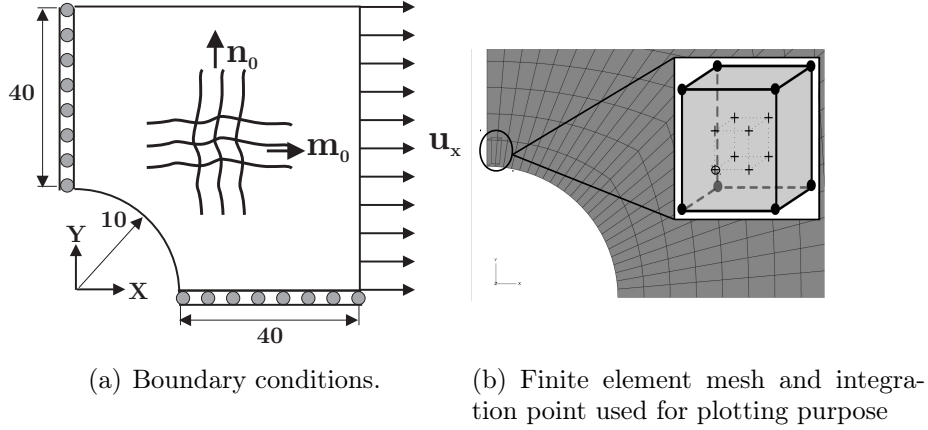 n₀
40
m₀
uₓ
10
Y
X
40
(a) Boundary conditions.
(b) Finite element mesh and integra-
tion point used for plotting purpose